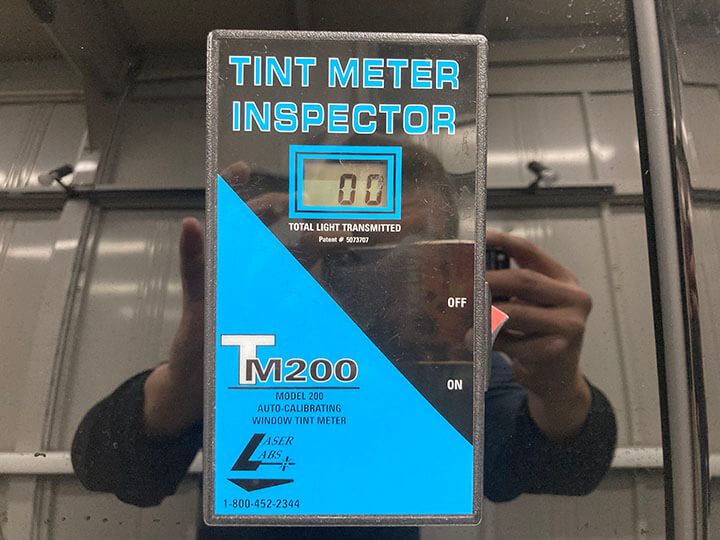 TINT METER
INSPECTOR
00
TOTAL LIGHT TRANSMITTED
Patent # 5073707
OFF
TM200
ON
MODEL 200
AUTO-CALIBRATING
WINDOW TINT METER
LASER
LABS
1-800-452-2344